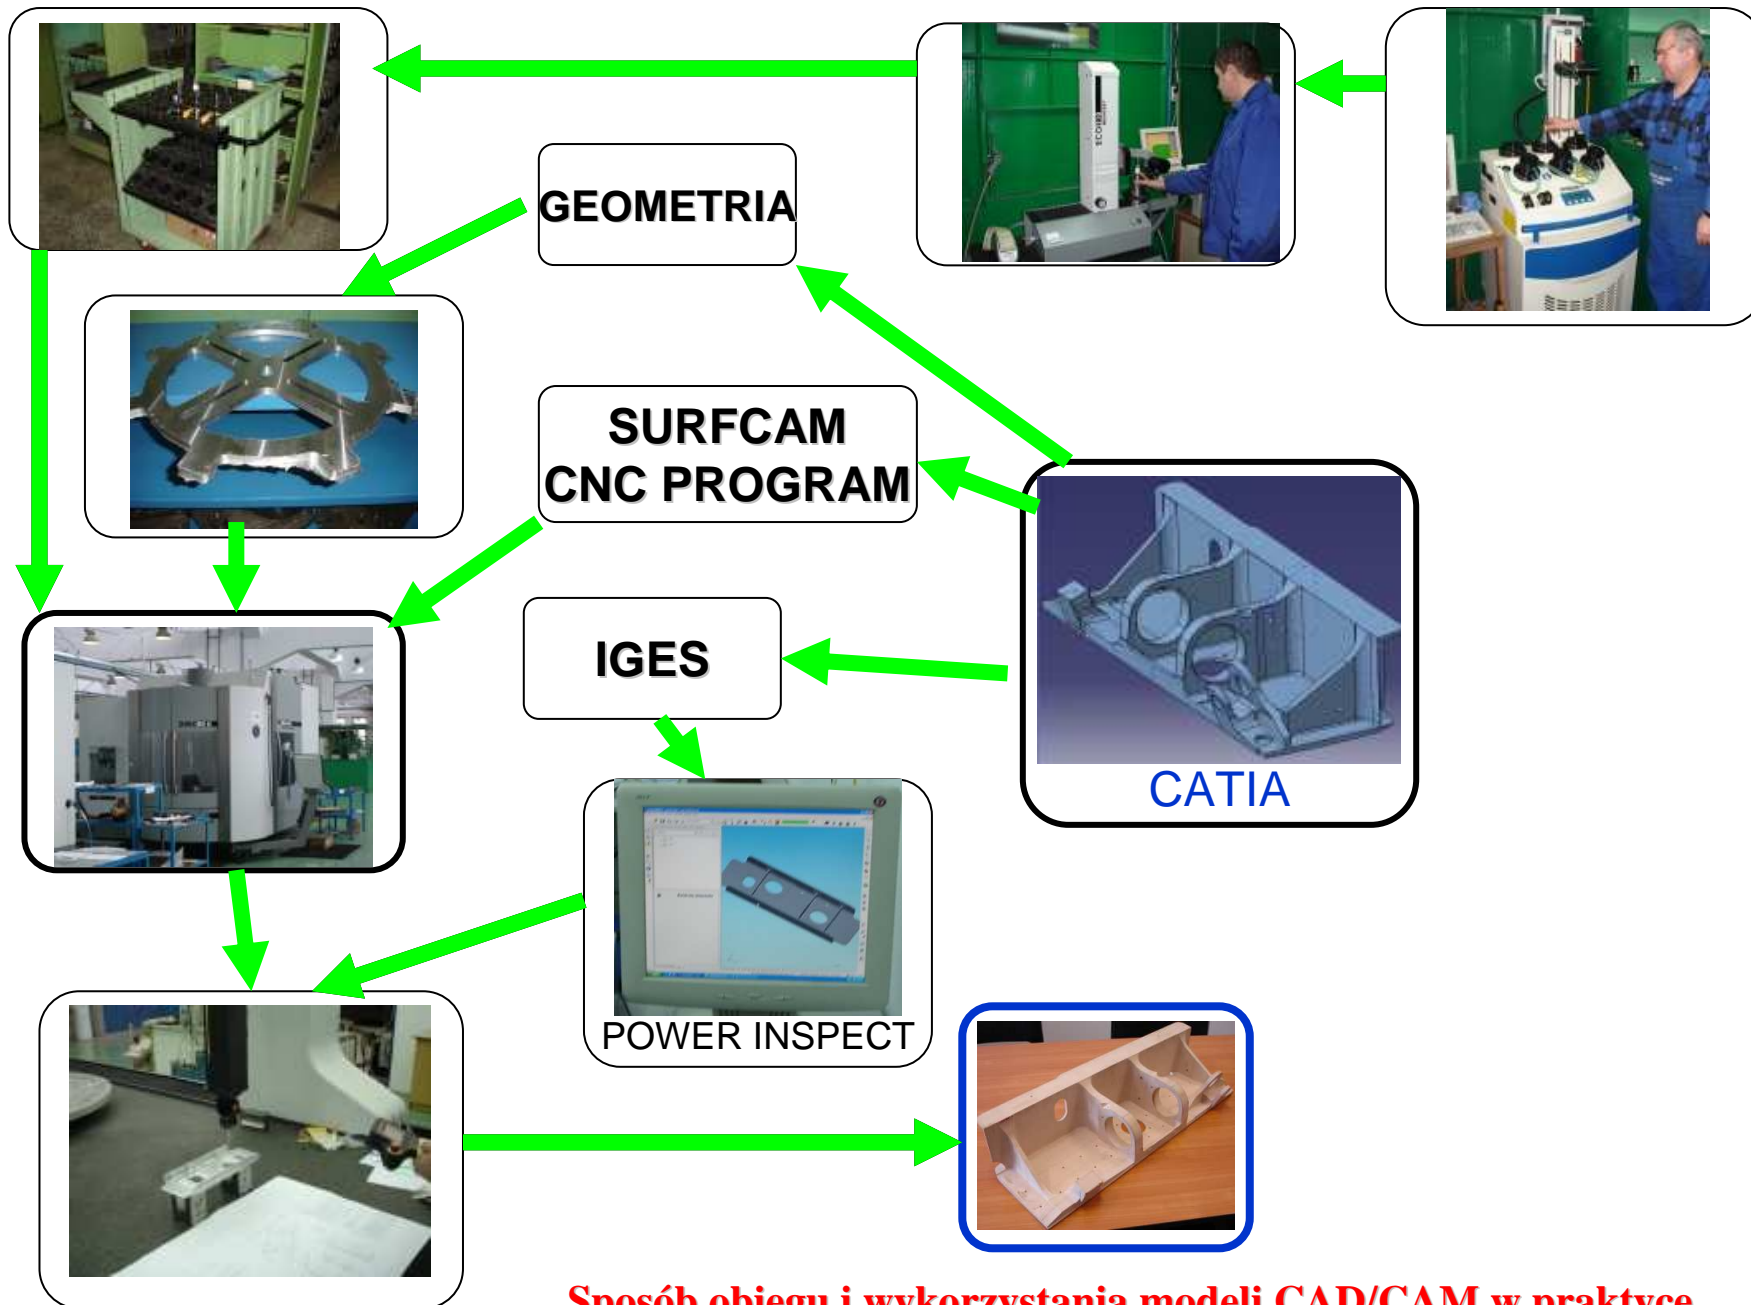 GEOMETRIA
SURFCAM
CNC PROGRAM
IGES
CATIA
POWER INSPECT
Sposób obiegu i wykorzystania modeli CAD/CAM w praktyce